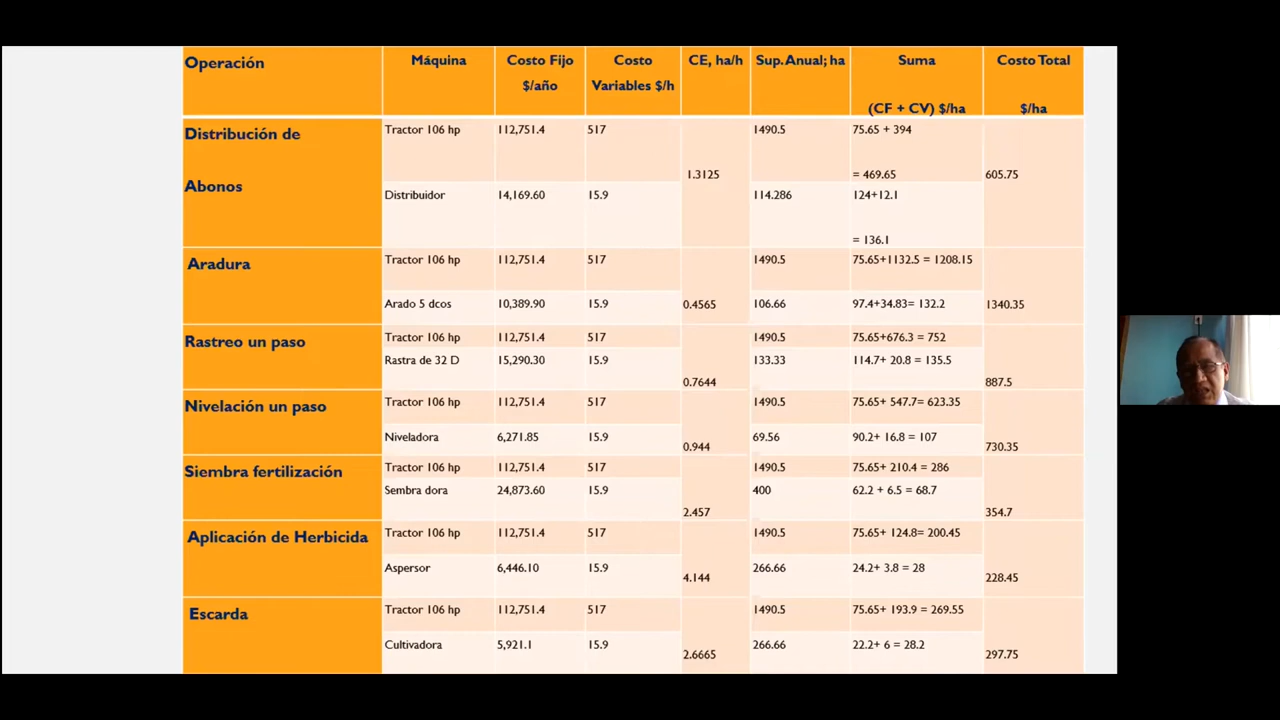 Operación Máquina Costo Fijo $/año Costo Variables $/h CE, ha/h Sup. Anual; ha Suma (CF + CV) $/ha Costo Total $/ha
Distribución de Abonos Tractor 106 hp 112,751.4 517 1.3125 1490.5 75.65 + 394 = 469.65 605.75
Distribuidor 14,169.60 15.9 114.286 124+12.1 = 136.1
Aradura Tractor 106 hp 112,751.4 517 1490.5 75.65+1132.5 = 1208.15
Arado 5 dcos 10,389.90 15.9 0.4565 106.66 97.4+34.83= 132.2 1340.35
Rastreo un paso Tractor 106 hp 112,751.4 517 1490.5 75.65+676.3 = 752
Rastra de 32 D 15,290.30 15.9 0.7644 133.33 114.7+ 20.8 = 135.5 887.5
Nivelación un paso Tractor 106 hp 112,751.4 517 1490.5 75.65+ 547.7= 623.35
Niveladora 6,271.85 15.9 0.944 69.56 90.2+ 16.8 = 107 730.35
Siembra fertilización Tractor 106 hp 112,751.4 517 1490.5 75.65+ 210.4 = 286
Sembra dora 24,873.60 15.9 2.457 400 62.2 + 6.5 = 68.7 354.7
Aplicación de Herbicida Tractor 106 hp 112,751.4 517 1490.5 75.65+ 124.8= 200.45
Aspersor 6,446.10 15.9 4.144 266.66 24.2+ 3.8 = 28 228.45
Escarda Tractor 106 hp 112,751.4 517 1490.5 75.65+ 193.9 = 269.55
Cultivadora 5,921.1 15.9 2.6665 266.66 22.2+ 6 = 28.2 297.75